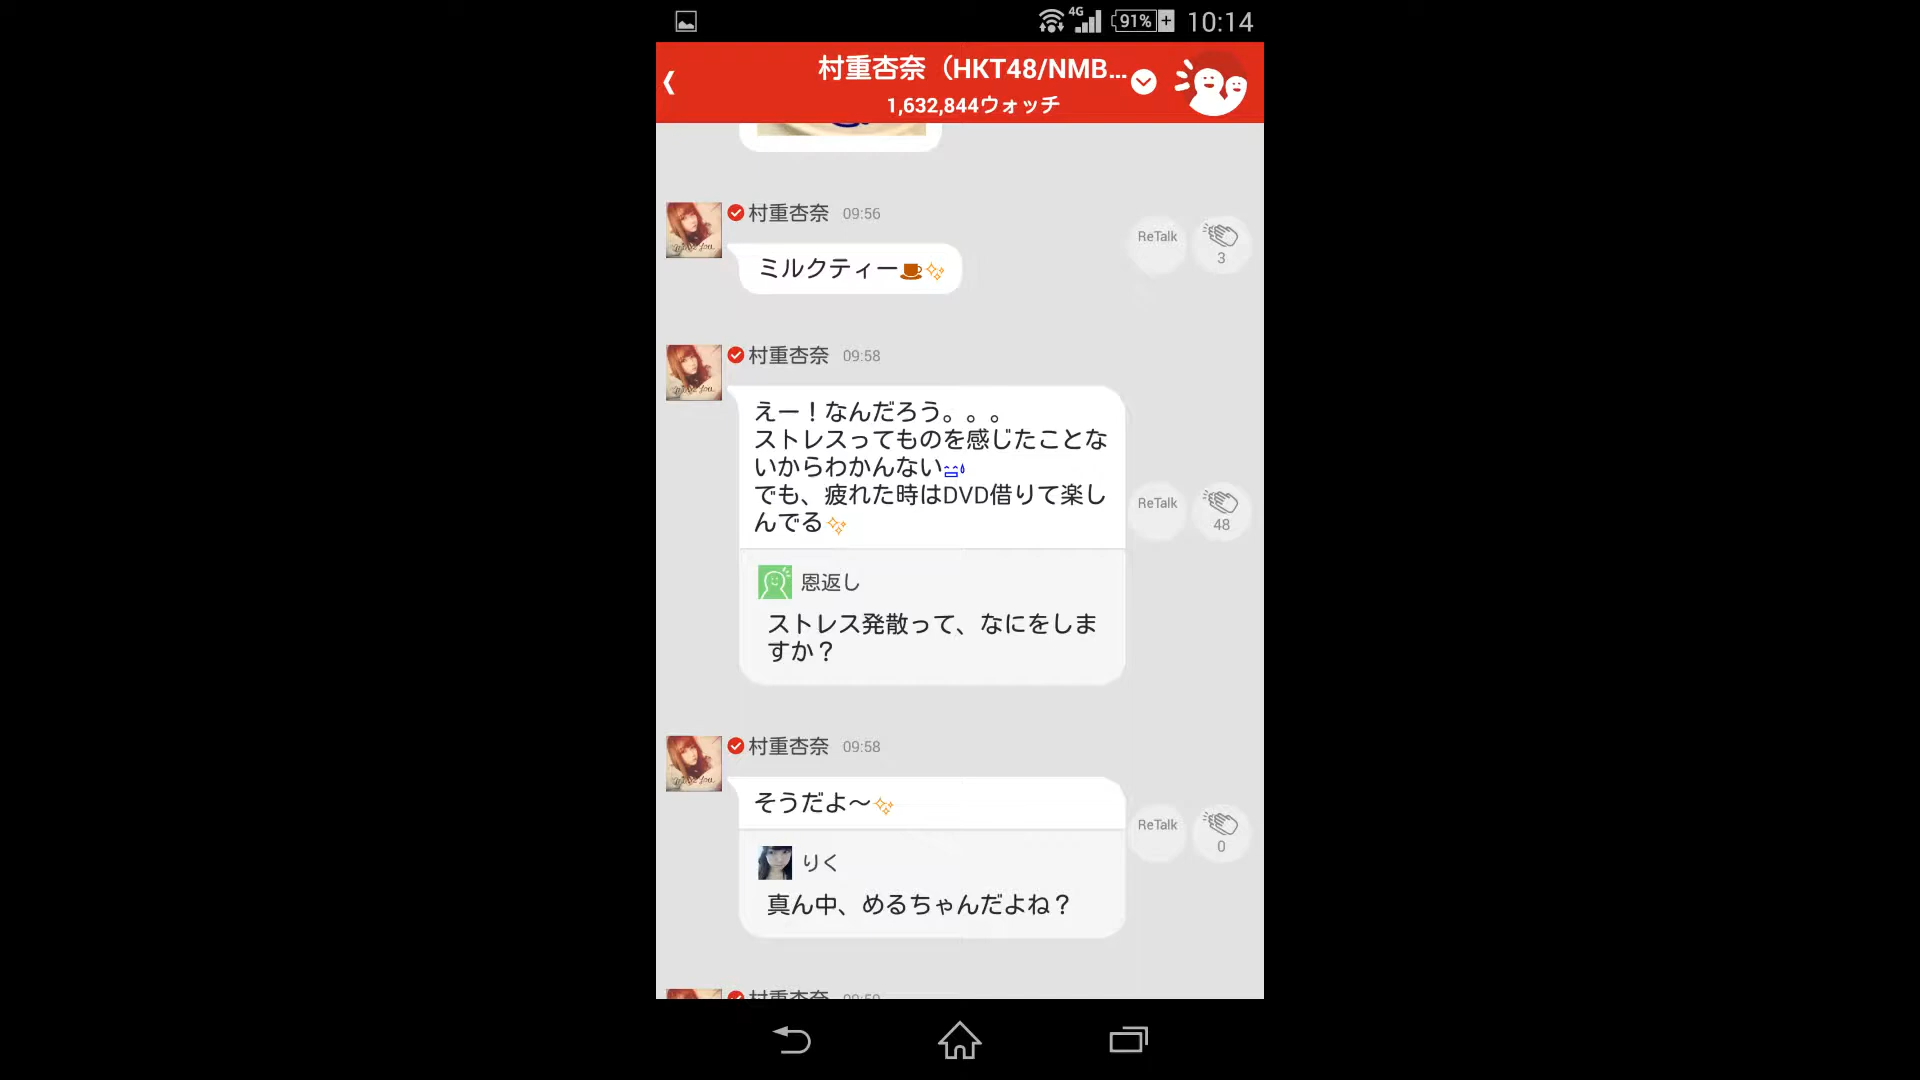 4G 91% 10:14
村重杏奈（HKT48/NMB...
1,632,844ウォッチ
村重杏奈 09:56
ミルクティー
ReTalk
3
村重杏奈 09:58
えー！なんだろう。。。
ストレスってものを感じたことな
いからわかんない
でも、疲れた時はDVD借りて楽し
んでる
ReTalk
48
恩返し
ストレス発散って、なにをしま
すか？
村重杏奈 09:58
そうだよ〜
ReTalk
0
りく
真ん中、めるちゃんだよね？
村重杏奈 09:59